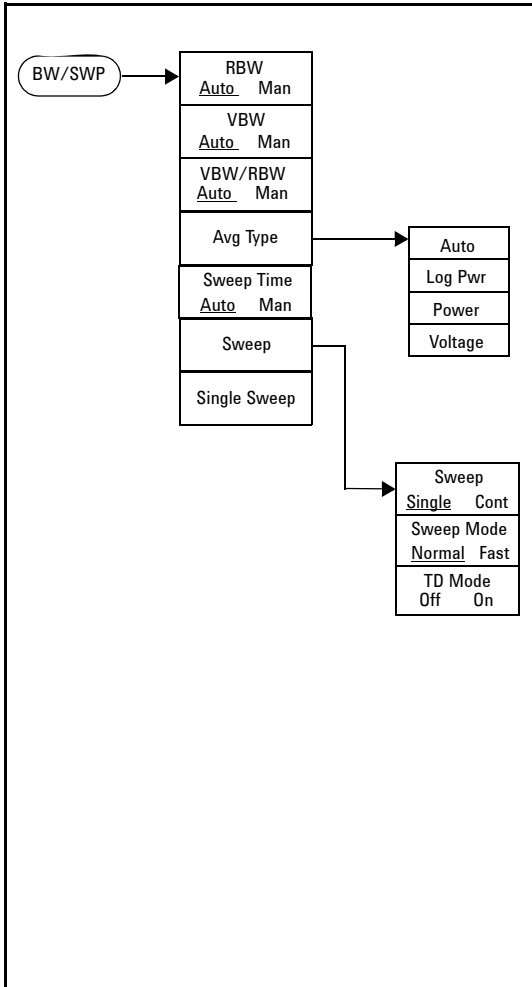 BW/SWP
RBW
Auto Man
VBW
Auto Man
VBW/RBW
Auto Man
Avg Type
Sweep Time
Auto Man
Sweep
Single Sweep
Auto
Log Pwr
Power
Voltage
Sweep
Single Cont
Sweep Mode
Normal Fast
TD Mode
Off On